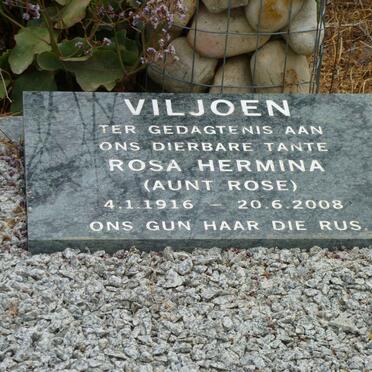 VILJOEN
TER GEDAGTENIS AAN
ONS DIERBARE TANTE
ROSA HERMINA
(AUNT ROSE)
4.1.1916 – 20.6.2008
ONS GUN HAAR DIE RUS.